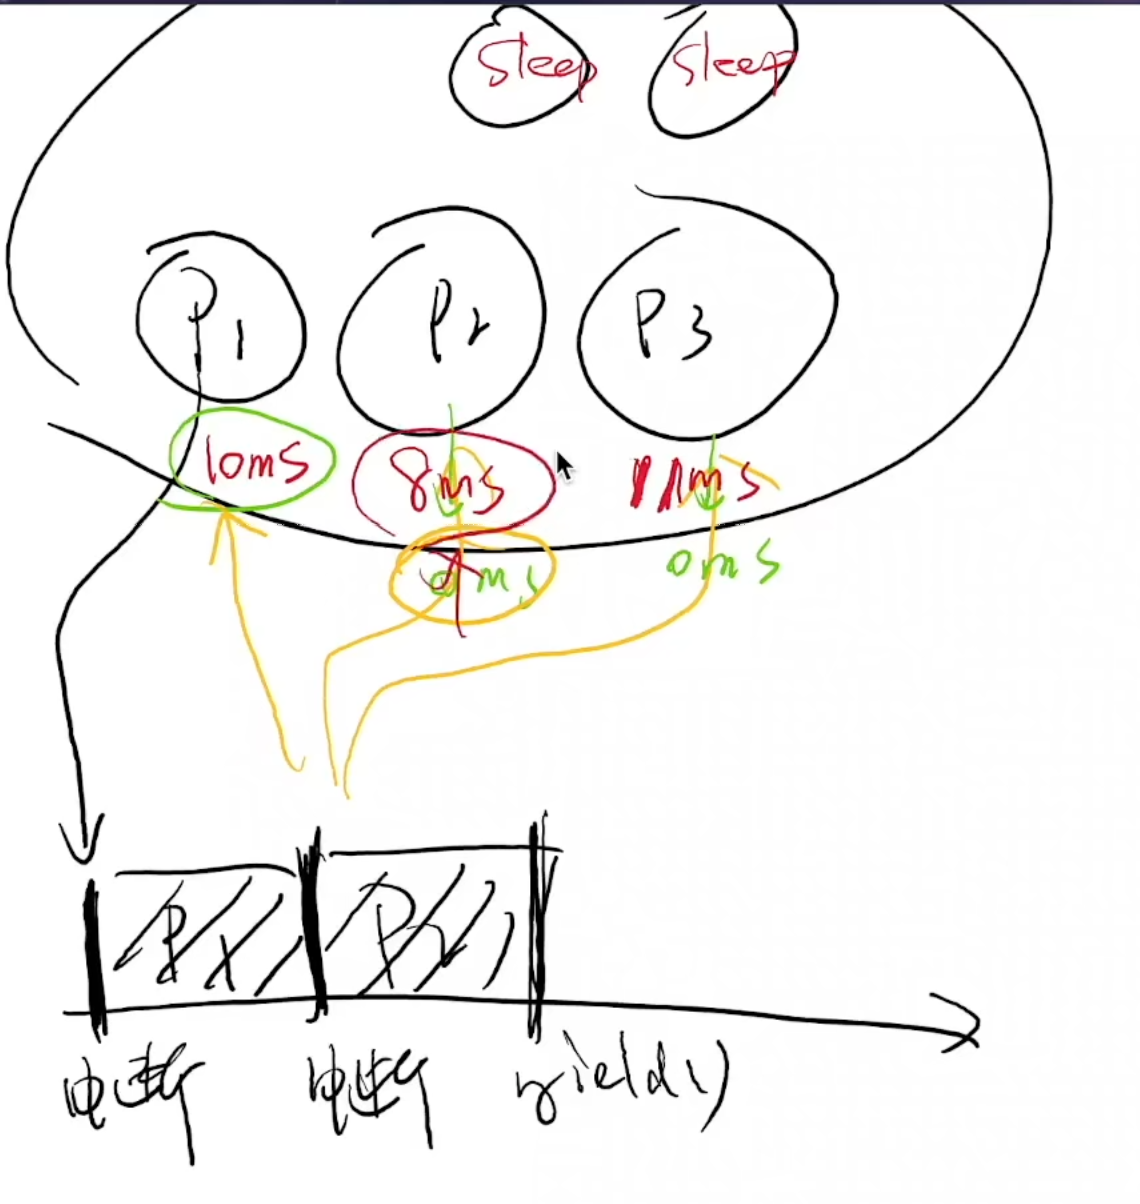 Sleep Sleep
P1 P2 P3
10ms 8ms 11ms
0ms 0ms
P1 P2
中断 中断 yield()